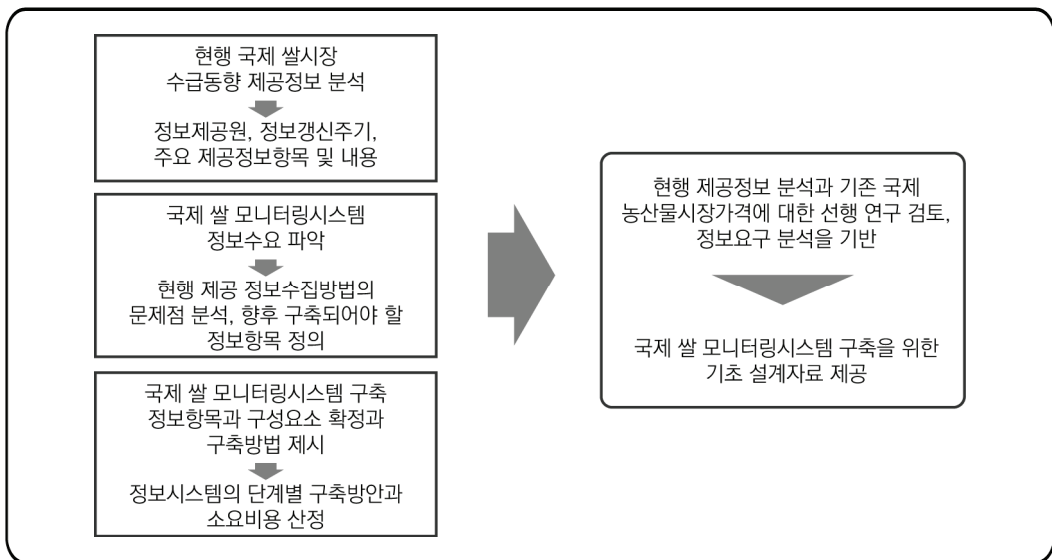 현행 국제 쌀시장
수급동향 제공정보 분석
정보제공원, 정보갱신주기,
주요 제공정보항목 및 내용
국제 쌀 모니터링시스템
정보수요 파악
현행 제공 정보수집방법의
문제점 분석, 향후 구축되어야 할
정보항목 정의
국제 쌀 모니터링시스템 구축
정보항목과 구성요소 확정과
구축방법 제시
정보시스템의 단계별 구축방안과
소요비용 산정
현행 제공정보 분석과 기존 국제
농산물시장가격에 대한 선행 연구 검토,
정보요구 분석을 기반
국제 쌀 모니터링시스템 구축을 위한
기초 설계자료 제공